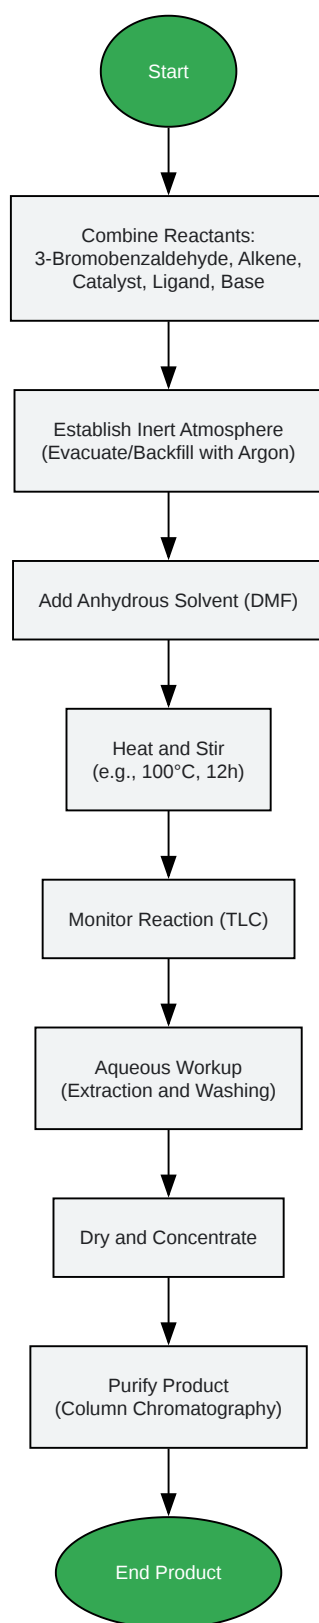 Start
Combine Reactants:
3-Bromobenzaldehyde, Alkene,
Catalyst, Ligand, Base
Establish Inert Atmosphere
(Evacuate/Backfill with Argon)
Add Anhydrous Solvent (DMF)
Heat and Stir
(e.g., 100°C, 12h)
Monitor Reaction (TLC)
Aqueous Workup
(Extraction and Washing)
Dry and Concentrate
Purify Product
(Column Chromatography)
End Product